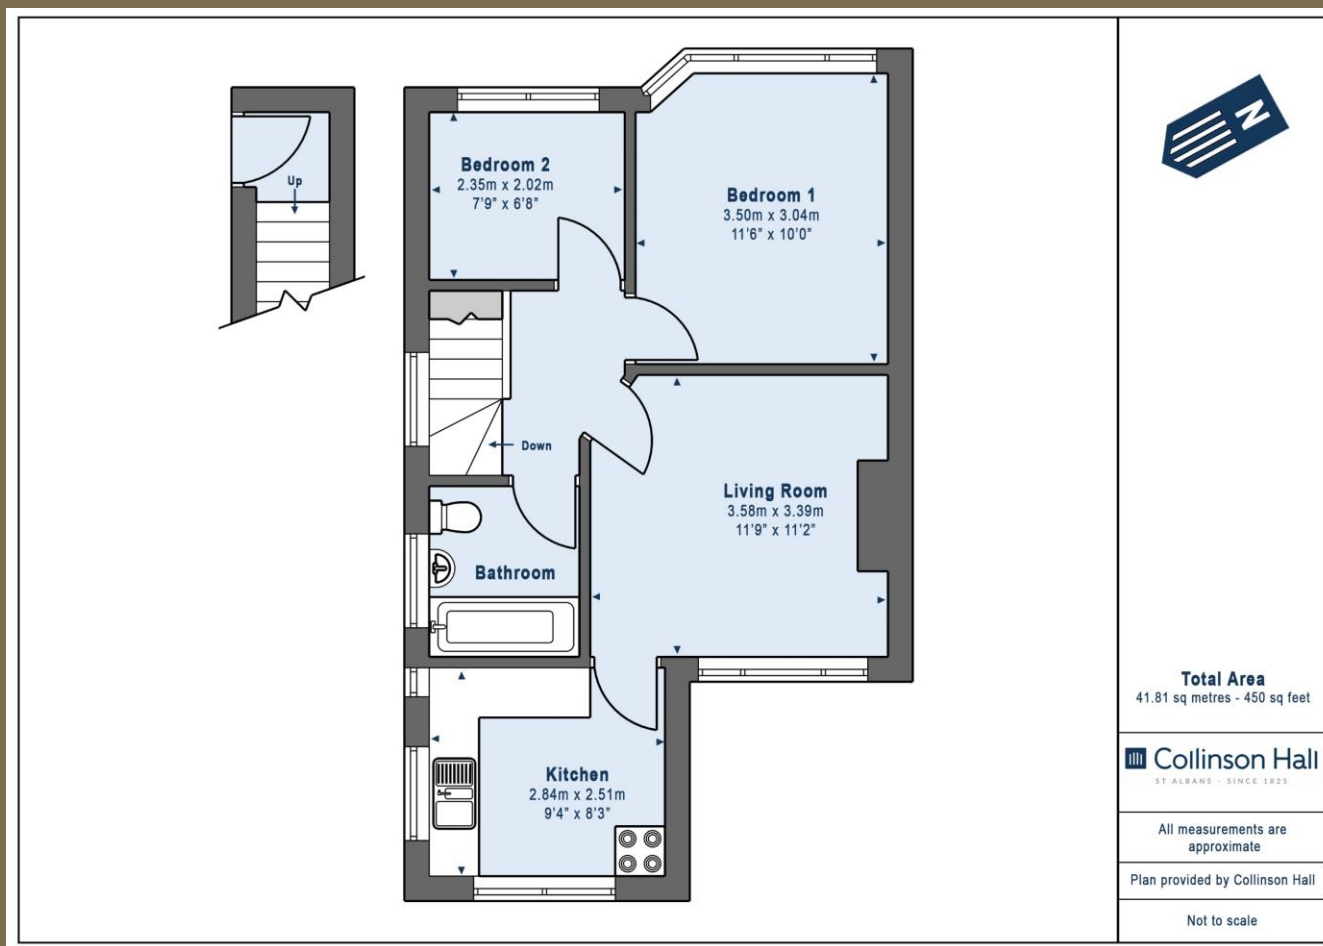 Up
Bedroom 2
2.35m x 2.02m
7'9" x 6'8"
Bedroom 1
3.50m x 3.04m
11'6" x 10'0"
Down
Living Room
3.58m x 3.39m
11'9" x 11'2"
Bathroom
Kitchen
2.84m x 2.51m
9'4" x 8'3"
N
Total Area
41.81 sq metres - 450 sq feet
Collinson Hall
ST ALBANS - SINCE 1825
All measurements are
approximate
Plan provided by Collinson Hall
Not to scale